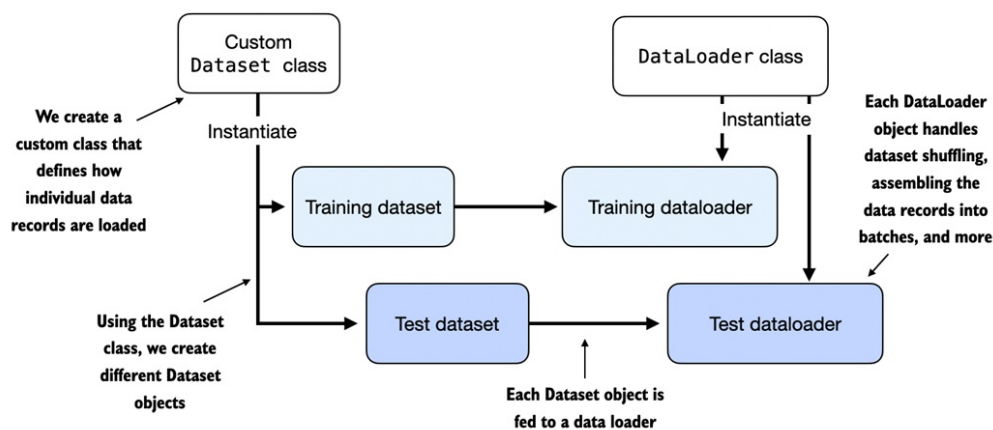 Custom
Dataset class
DataLoader class
We create a
custom class that
defines how
individual data
records are loaded
Instantiate
Instantiate
Each DataLoader
object handles
dataset shuffling,
assembling the
data records into
batches, and more
Training dataset
Training dataloader
Using the Dataset
class, we create
different Dataset
objects
Test dataset
Test dataloader
Each Dataset object is
fed to a data loader